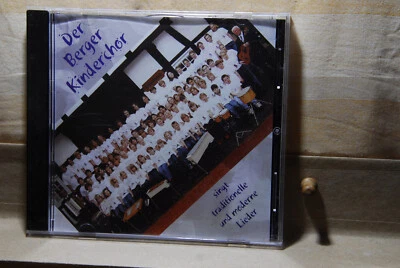 Der
Berger
Kinderchor
singt
traditionelle
und moderne
Lieder